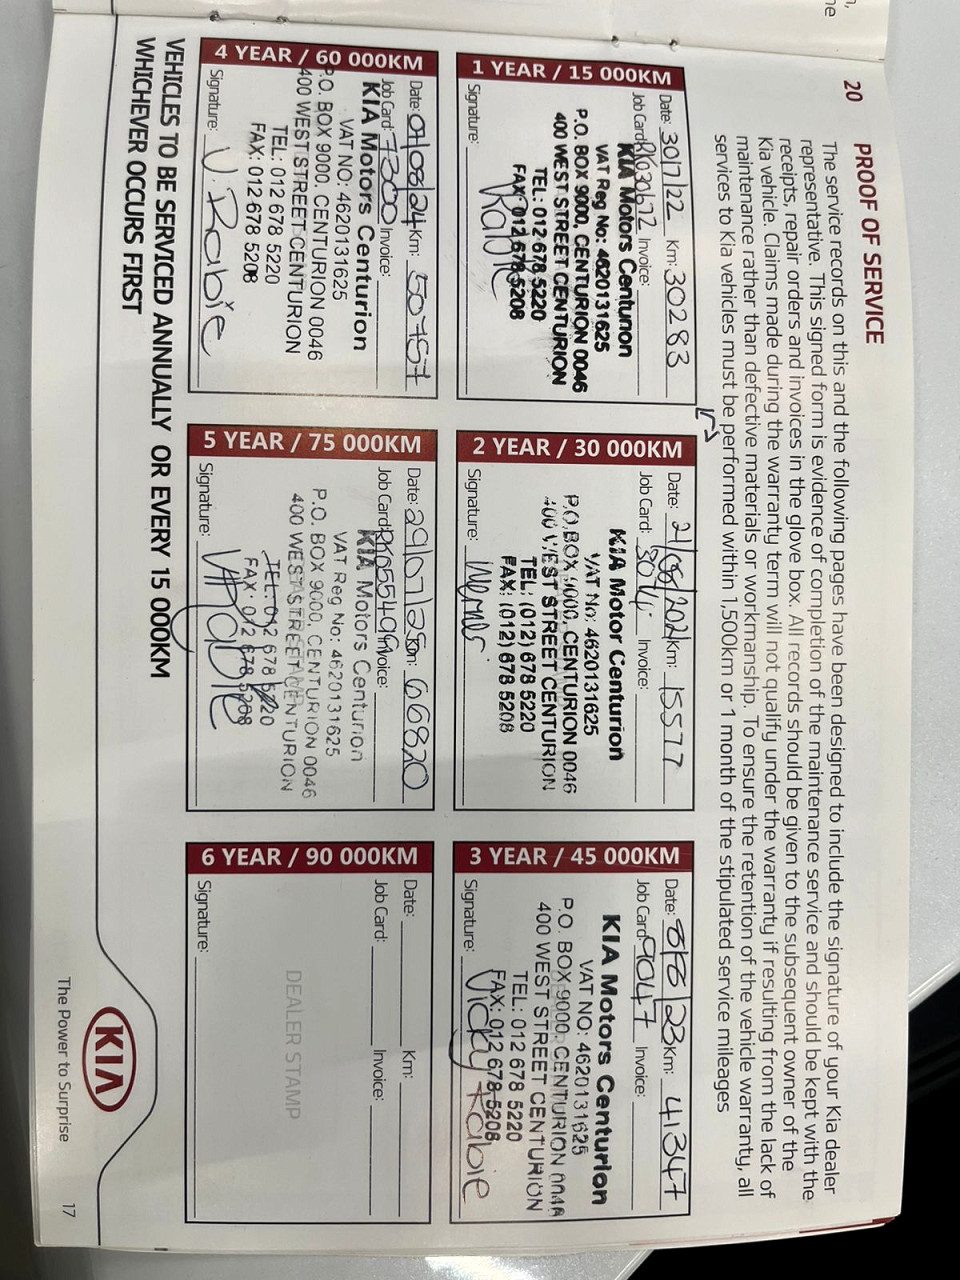 20 PROOF OF SERVICE
The service records on this and the following pages have been designed to include the signature of your Kia dealer
representative. This signed form is evidence of completion of the maintenance service and should be kept with the
receipts, repair orders and invoices in the glove box. All records should be given to the subsequent owner of the
Kia vehicle. Claims made during the warranty term will not qualify under the warranty if resulting from the lack of
maintenance rather than defective materials or workmanship. To ensure the retention of the vehicle warranty, all
services to Kia vehicles must be performed within 1,500km or 1 month of the stipulated service mileages
1 YEAR / 15 000KM
Date: 30/7/22 Km: 30283
Job Card: Invoice:
KIA Motors Centurion
VAT Reg No: 4620131625
P.O. BOX 9000, CENTURION 0046
400 WEST STREET CENTURION
TEL: 012 678 5220
FAX: 012 678 5208
Signature: Rabie
2 YEAR / 30 000KM
Date: 21/08/2021 Km: 15577
Job Card: Invoice:
KIA Motor Centurion
VAT No: 4620131625
P.O. BOX 9000, CENTURION 0046
400 WEST STREET CENTURION
TEL: (012) 678 5220
FAX: (012) 678 5208
Signature:
3 YEAR / 45 000KM
Date: 8/8/23 Km: 41347
Job Card: 9047 Invoice:
KIA Motors Centurion
VAT NO: 4620131625
P.O. BOX 9000, CENTURION 0046
400 WEST STREET CENTURION
TEL: 012 678 5220
FAX: 012 678 5208
Signature: Vicky Rabie
4 YEAR / 60 000KM
Date: 01/08/24 Km: 50757
Job Card: 7300 Invoice:
KIA Motors Centurion
VAT NO: 4620131625
P.O. BOX 9000, CENTURION 0046
400 WEST STREET CENTURION
TEL: 012 678 5220
FAX: 012 678 5208
Signature: V. Rabie
5 YEAR / 75 000KM
Date: 29/07/25 Km: 66820
Job Card: Invoice:
KIA Motors Centurion
VAT Reg No: 4620131625
P.O. BOX 9000, CENTURION 0046
400 WEST STREET CENTURION
TEL: 012 678 5220
FAX: 012 678 5208
Signature: VRabie
6 YEAR / 90 000KM
Date: Km:
Job Card: Invoice:
DEALER STAMP
Signature:
VEHICLES TO BE SERVICED ANNUALLY OR EVERY 15 000KM
WHICHEVER OCCURS FIRST
KIA
The Power to Surprise 17